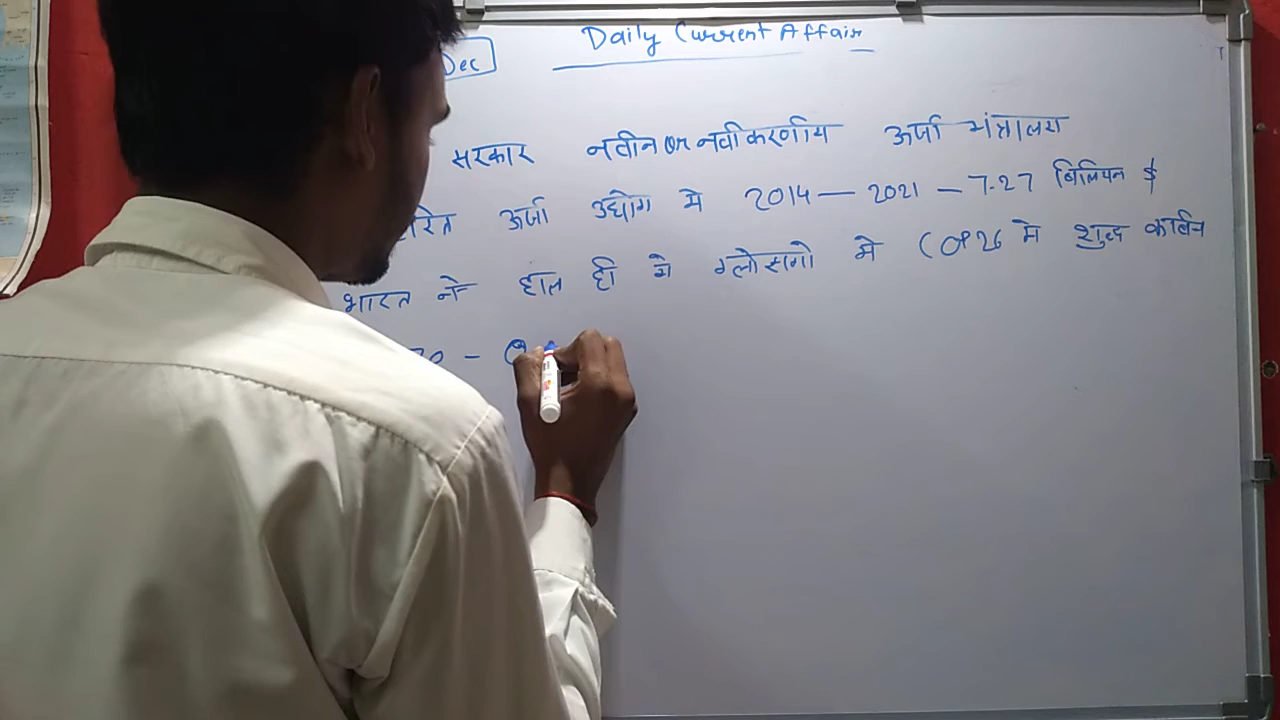 Daily Current Affair
Dec
सरकार नवीन or नवीकरणीय ऊर्जा मंत्रालय
ऊर्जा उद्योग मे 2014 — 2021 – 7.27 बिलियन $
भारत ने हाल ही मे ग्लोसगो मे COP26 मे शुद्ध कार्बन